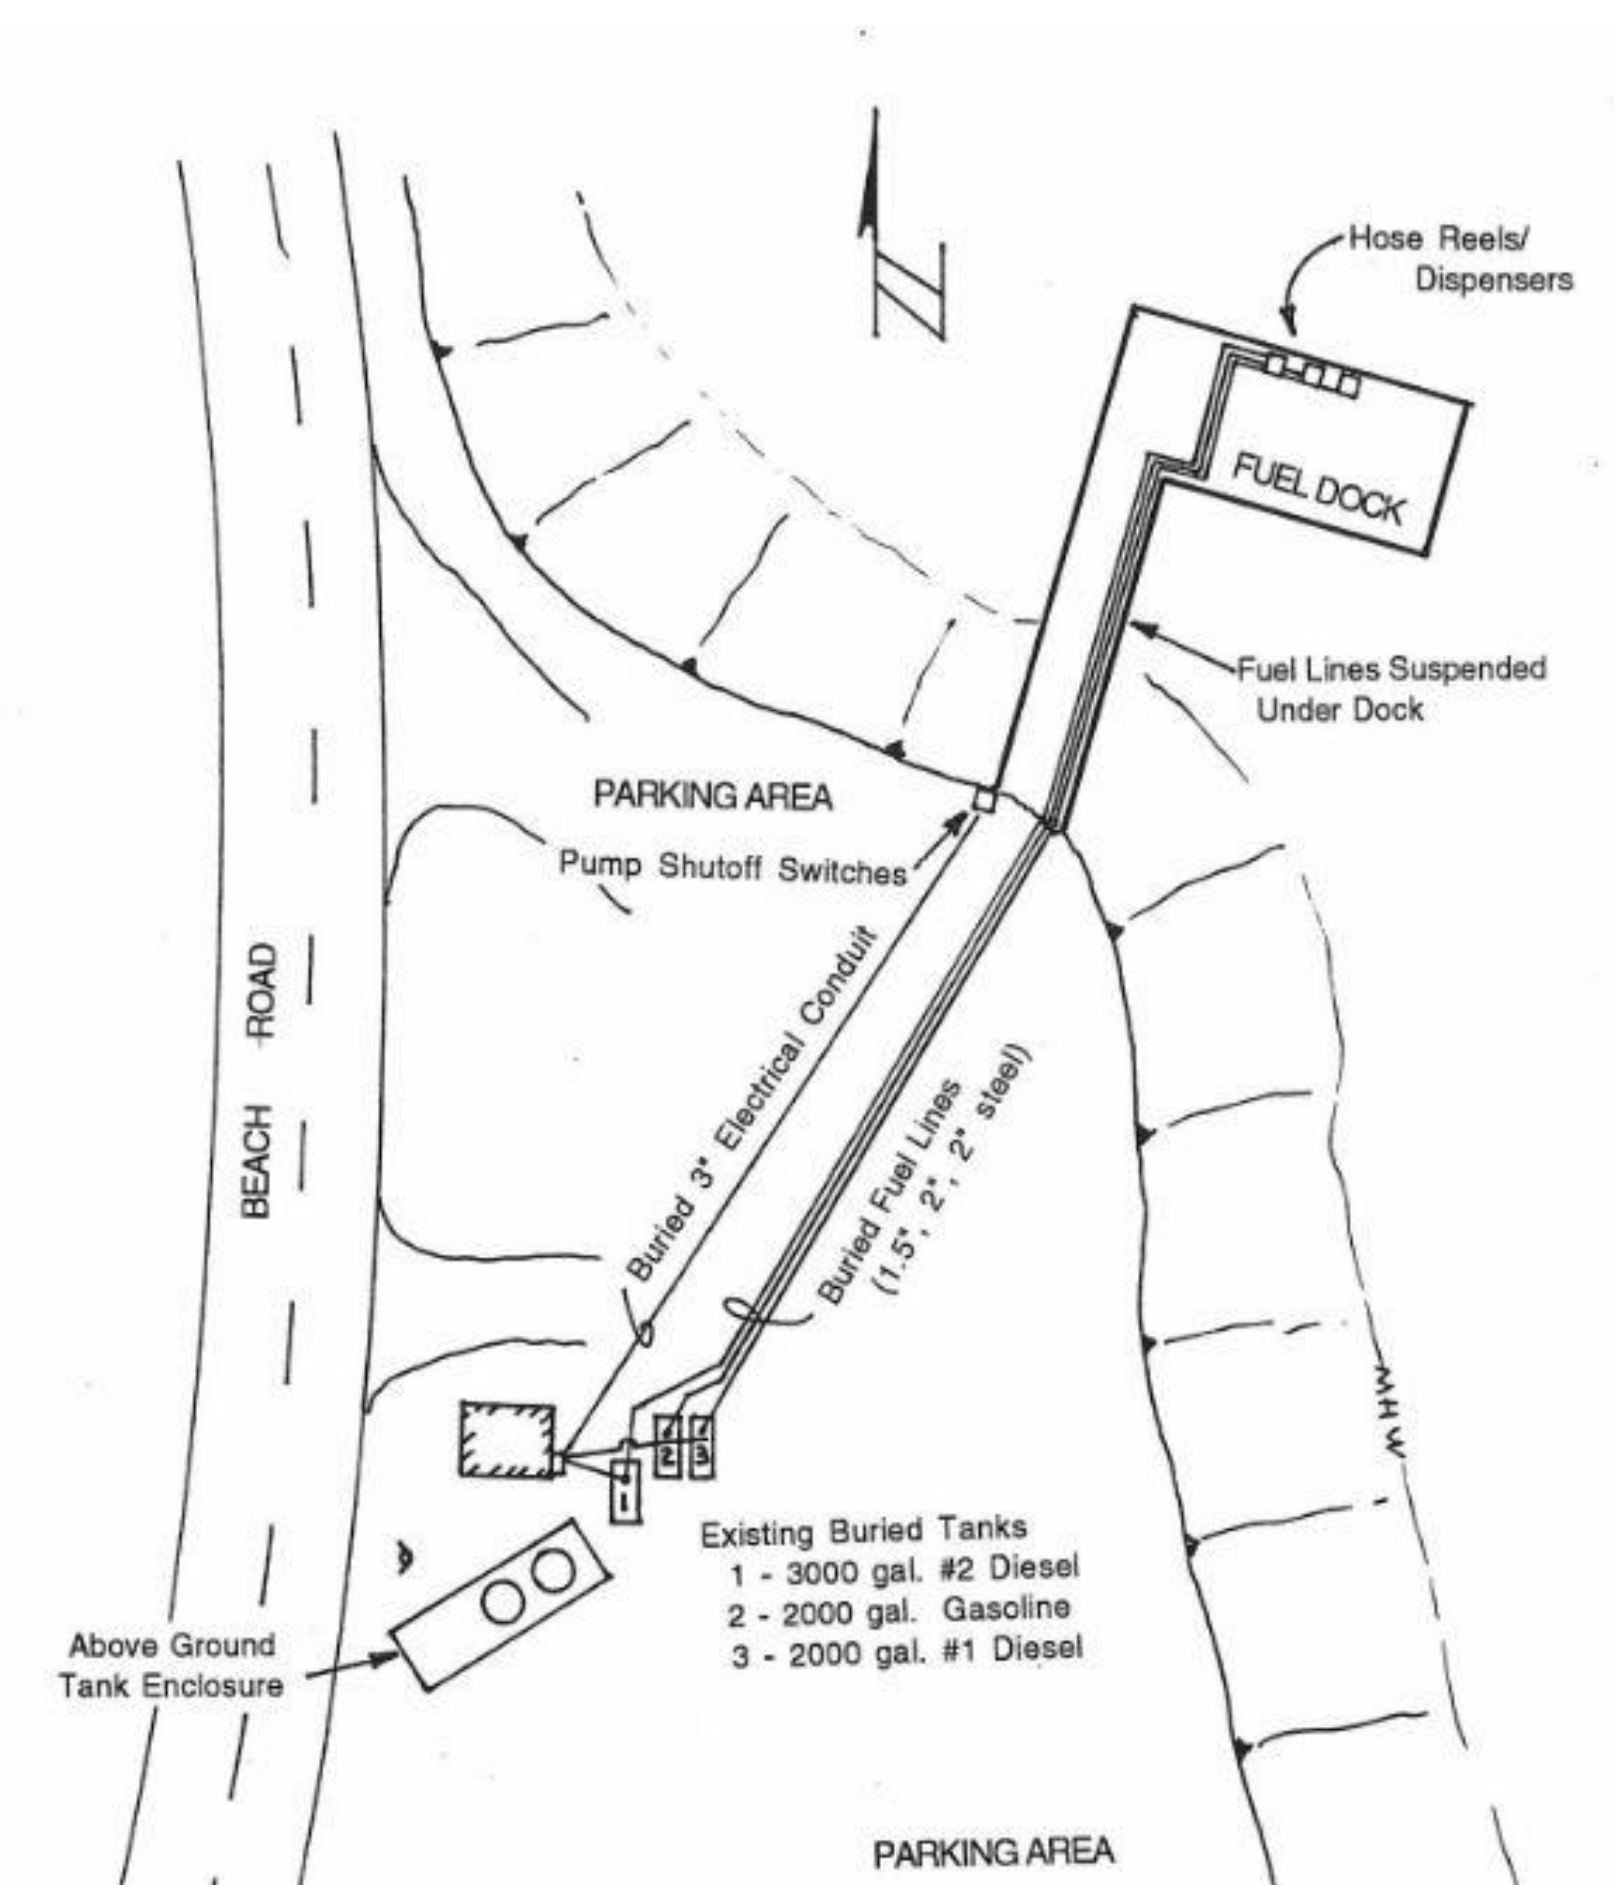 Hose Reels/
Dispensers
FUEL DOCK
Fuel Lines Suspended
Under Dock
PARKING AREA
Pump Shutoff Switches
BEACH ROAD
Buried 3" Electrical Conduit
Buried Fuel Lines
(1.5", 2", 2" steel)
MHW
2
3
1
Existing Buried Tanks
1 - 3000 gal. #2 Diesel
2 - 2000 gal. Gasoline
3 - 2000 gal. #1 Diesel
Above Ground
Tank Enclosure
PARKING AREA